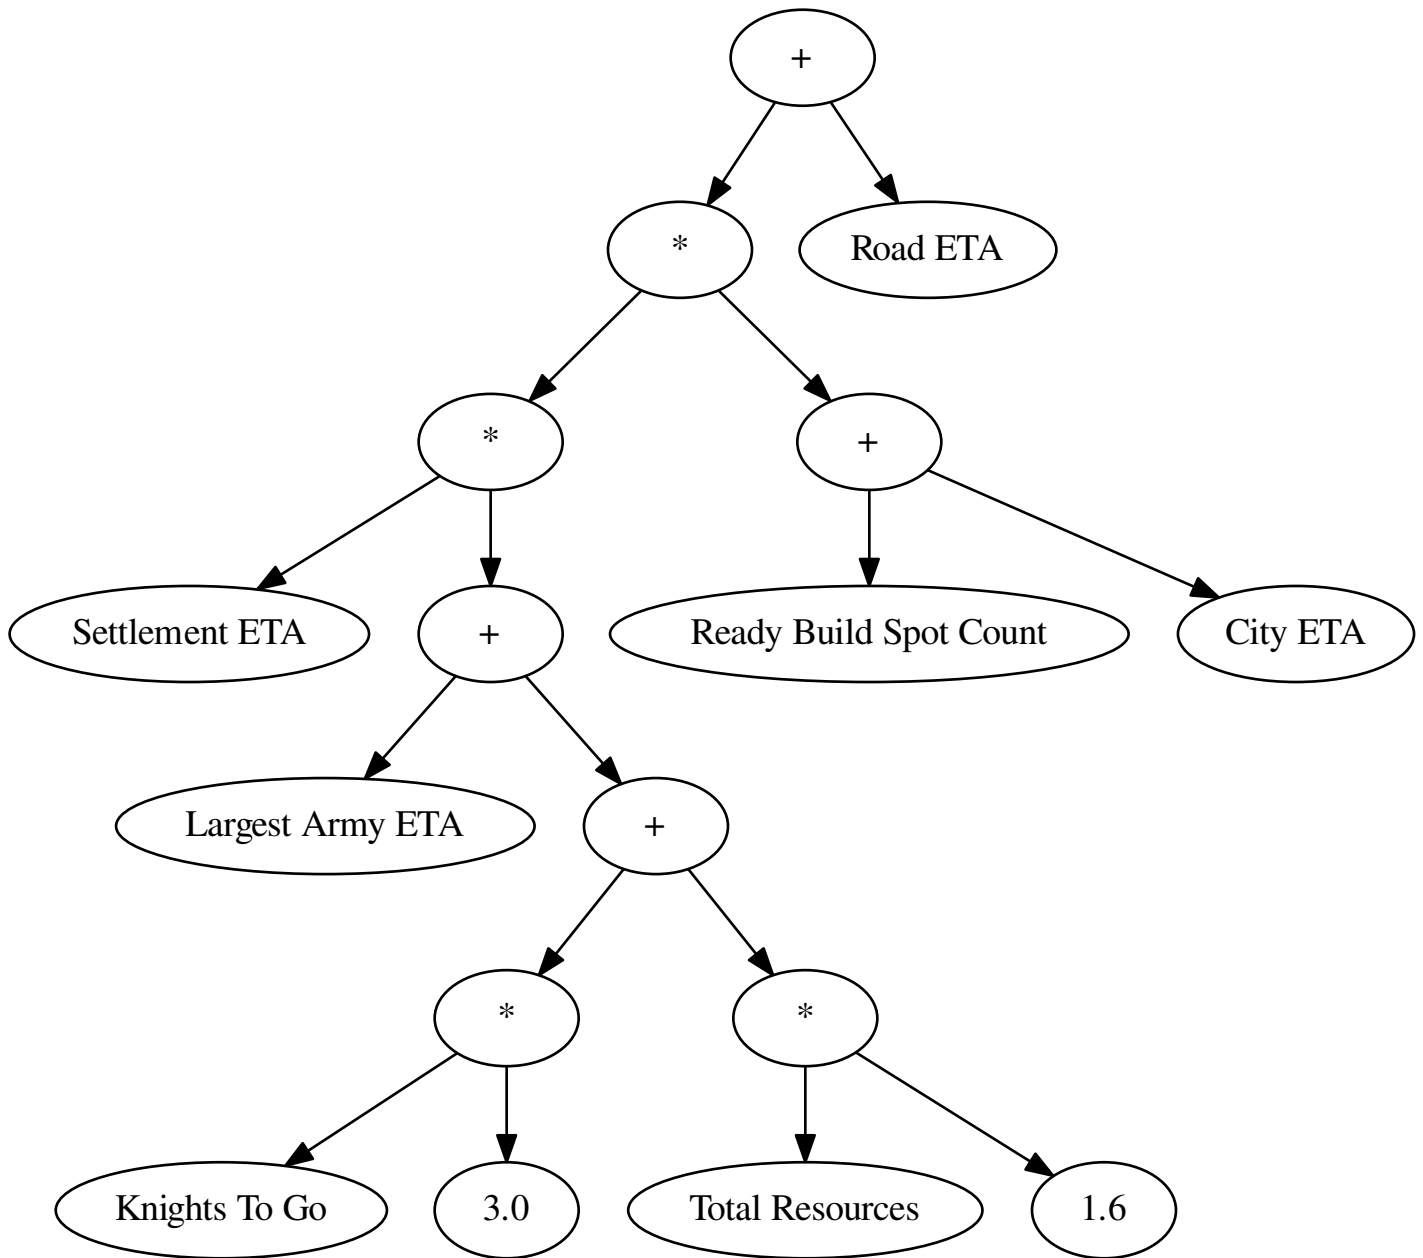 +
*
Road ETA
*
+
Settlement ETA
+
Ready Build Spot Count
City ETA
Largest Army ETA
+
*
*
Knights To Go
3.0
Total Resources
1.6